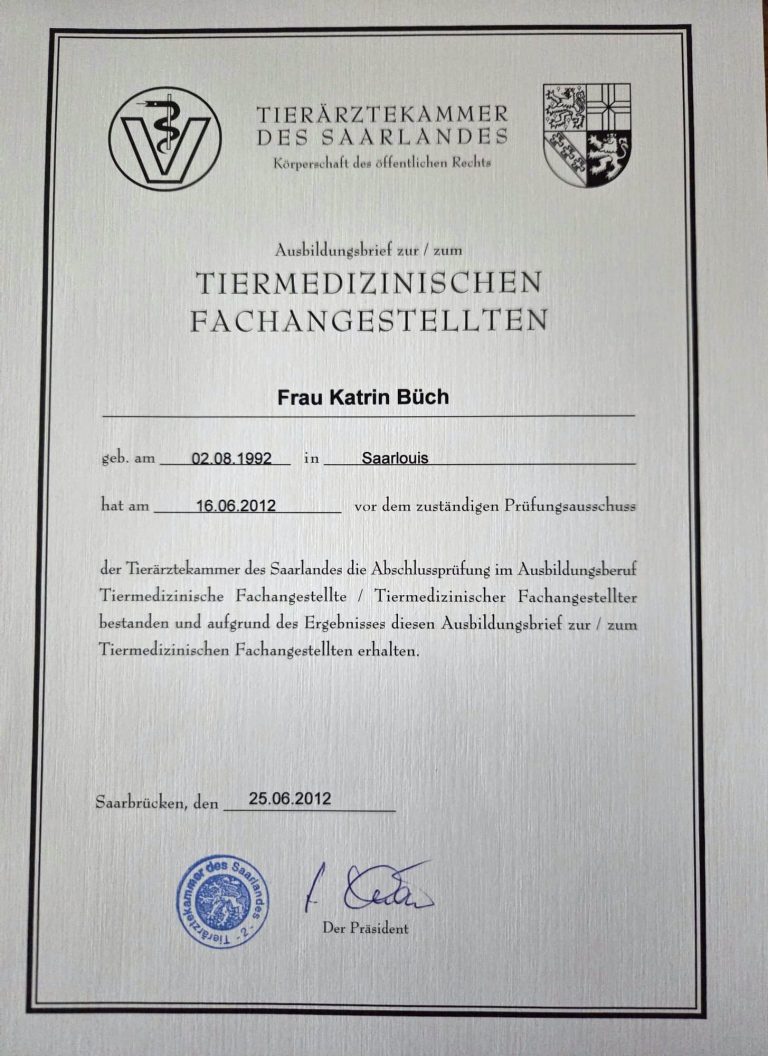 TIERÄRZTEKAMMER
DES SAARLANDES
Körperschaft des öffentlichen Rechts
Ausbildungsbrief zur / zum
TIERMEDIZINISCHEN
FACHANGESTELLTEN
Frau Katrin Büch
geb. am 02.08.1992 in Saarlouis
hat am 16.06.2012 vor dem zuständigen Prüfungsausschuss
der Tierärztekammer des Saarlandes die Abschlussprüfung im Ausbildungsberuf
Tiermedizinische Fachangestellte / Tiermedizinischer Fachangestellter
bestanden und aufgrund des Ergebnisses diesen Ausbildungsbrief zur / zum
Tiermedizinischen Fachangestellten erhalten.
Saarbrücken, den 25.06.2012
Tierärztekammer des Saarlandes
- 2 -
Der Präsident